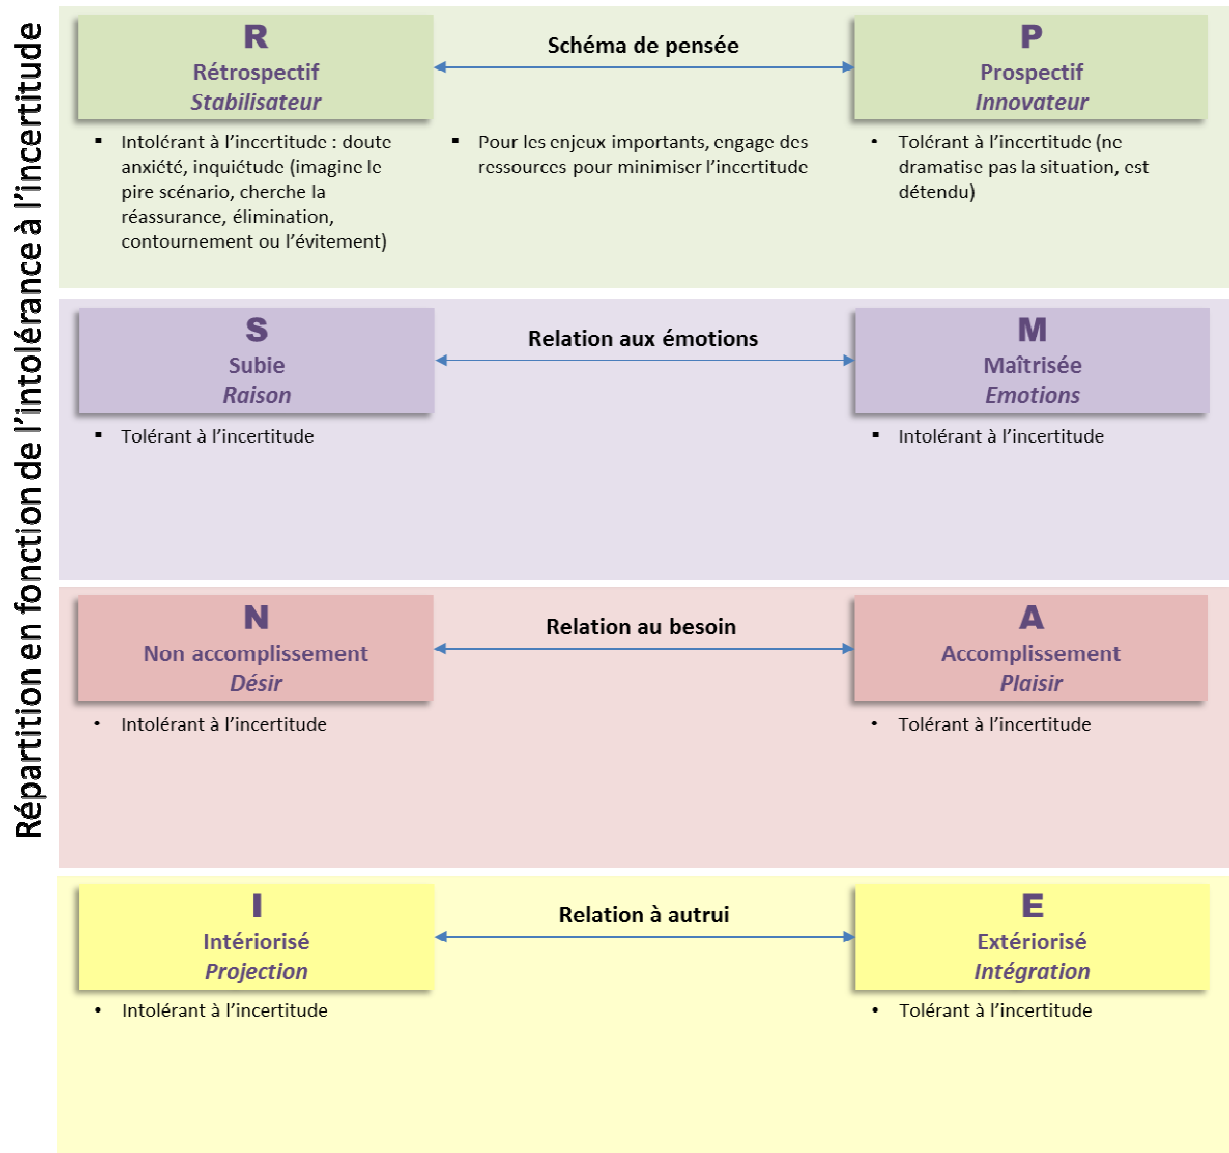 Répartition en fonction de l'intolérance à l'incertitude
R
Rétrospectif
Stabilisateur
Schéma de pensée
P
Prospectif
Innovateur
▪ Intolérant à l'incertitude : doute
anxiété, inquiétude (imagine le
pire scénario, cherche la
réassurance, élimination,
contournement ou l'évitement)
▪ Pour les enjeux importants, engage des
ressources pour minimiser l'incertitude
• Tolérant à l'incertitude (ne
dramatise pas la situation, est
détendu)
S
Subie
Raison
Relation aux émotions
M
Maîtrisée
Emotions
▪ Tolérant à l'incertitude
▪ Intolérant à l'incertitude
N
Non accomplissement
Désir
Relation au besoin
A
Accomplissement
Plaisir
• Intolérant à l'incertitude
• Tolérant à l'incertitude
I
Intériorisé
Projection
Relation à autrui
E
Extériorisé
Intégration
• Intolérant à l'incertitude
• Tolérant à l'incertitude